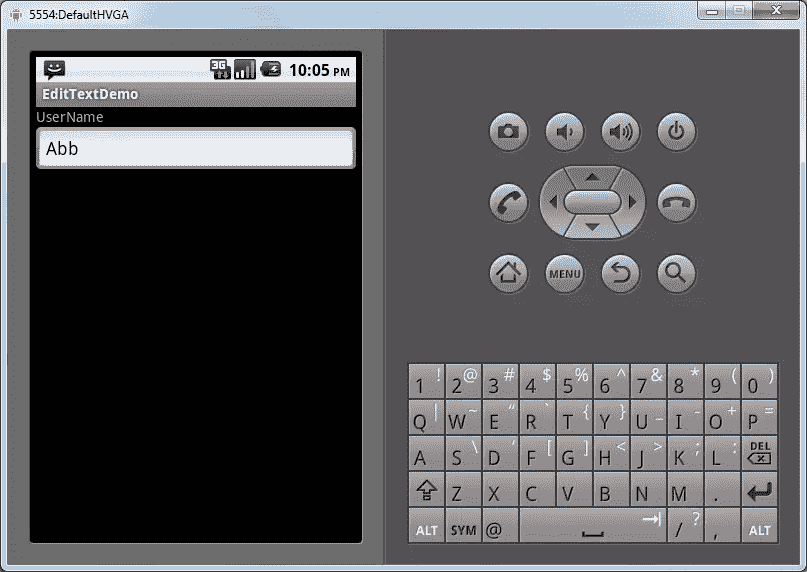 5554:DefaultHVGA
3G 10:05 PM
EditTextDemo
UserName
Abb
MENU
1 ! 2 @ 3 # 4 $ 5 % 6 ^ 7 & 8 * 9 ( 0 )
Q | W ~ E “ R ` T { Y } U _ I - O + P =
A S \ D ' F [ G ] H < J > K ; L : DEL
Z X C V B N M .
ALT SYM @ / ? , ALT